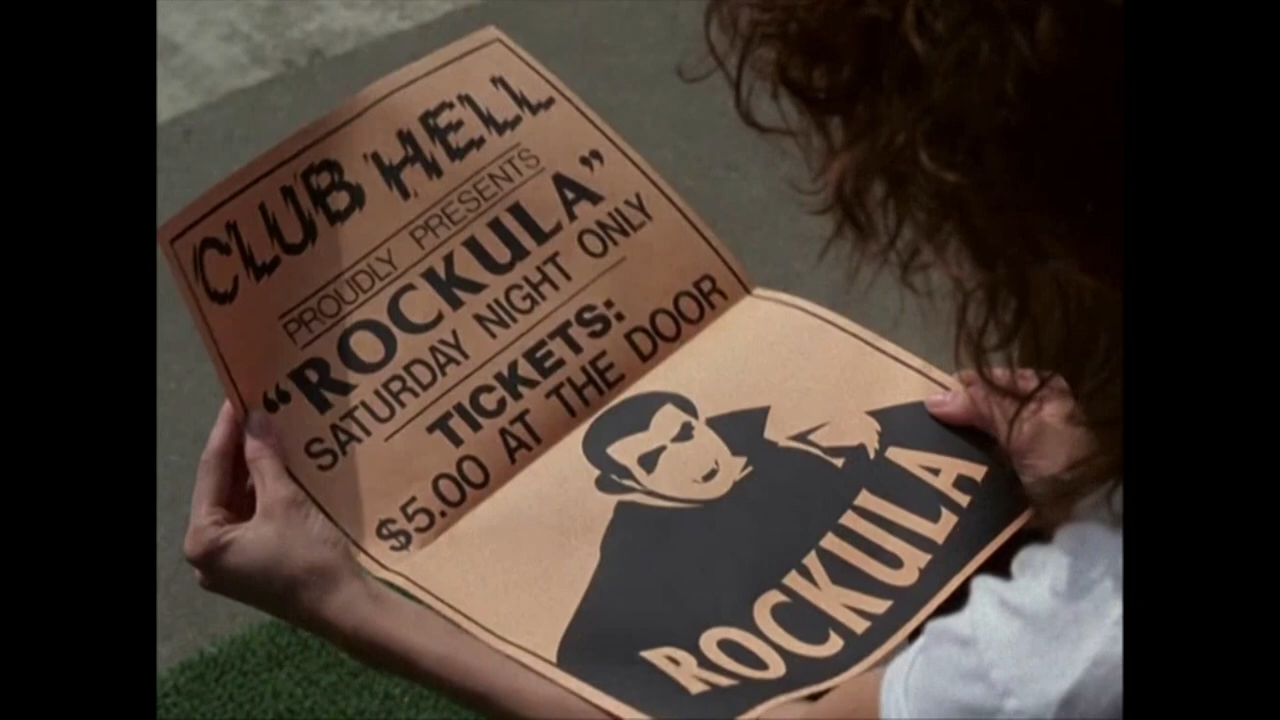 CLUB HELL
PROUDLY PRESENTS
“ROCKULA”
SATURDAY NIGHT ONLY
TICKETS:
$5.00 AT THE DOOR
ROCKULA